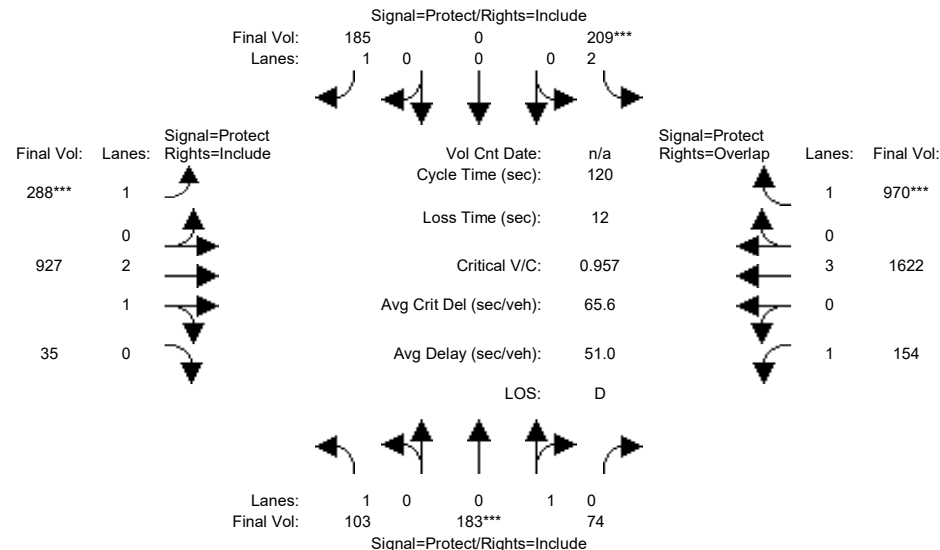 Signal=Protect/Rights=Include
Final Vol: 185 0 209***
Lanes: 1 0 0 0 2
Signal=Protect Signal=Protect
Final Vol: Lanes: Rights=Include Vol Cnt Date: n/a Rights=Overlap Lanes: Final Vol:
Cycle Time (sec): 120
288*** 1 1 970***
Loss Time (sec): 12
0 0
927 2 Critical V/C: 0.957 3 1622
1 Avg Crit Del (sec/veh): 65.6 0
35 0 Avg Delay (sec/veh): 51.0 1 154
LOS: D
Lanes: 1 0 0 1 0
Final Vol: 103 183*** 74
Signal=Protect/Rights=Include